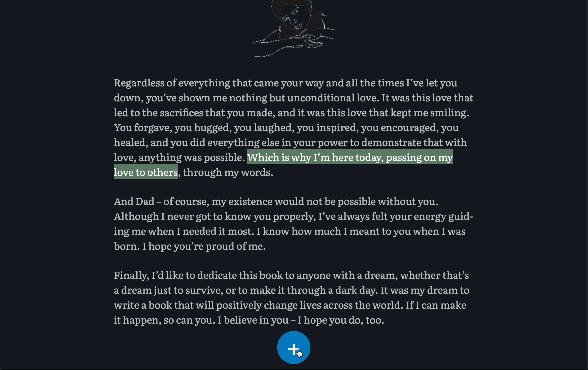 Regardless of everything that came your way and all the times I've let you
down, you've shown me nothing but unconditional love. It was this love that
led to the sacrifices that you made, and it was this love that kept me smiling.
You forgave, you hugged, you laughed, you inspired, you encouraged, you
healed, and you did everything else in your power to demonstrate that with
love, anything was possible. Which is why I'm here today, passing on my
love to others, through my words.
And Dad – of course, my existence would not be possible without you.
Although I never got to know you properly, I've always felt your energy guid-
ing me when I needed it most. I know how much I meant to you when I was
born. I hope you're proud of me.
Finally, I'd like to dedicate this book to anyone with a dream, whether that's
a dream just to survive, or to make it through a dark day. It was my dream to
write a book that will positively change lives across the world. If I can make
it happen, so can you. I believe in you – I hope you do, too.